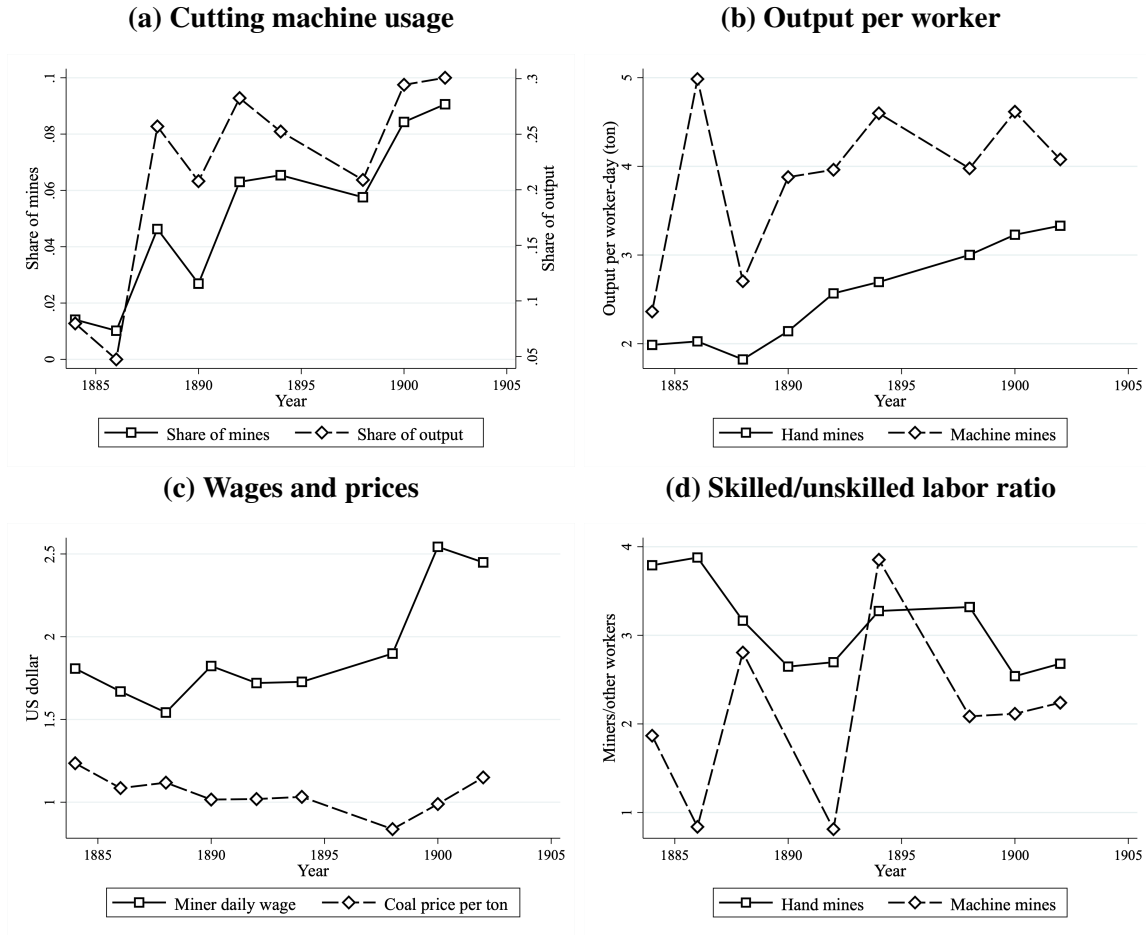 (a) Cutting machine usage
Share of mines
0
.02
.04
.06
.08
.1
Share of output
.05
.1
.15
.2
.25
.3
1885 1890 1895 1900 1905
Year
Share of mines Share of output
(b) Output per worker
Output per worker-day (ton)
2
3
4
5
1885 1890 1895 1900 1905
Year
Hand mines Machine mines
(c) Wages and prices
US dollar
1
1.5
2
2.5
1885 1890 1895 1900 1905
Year
Miner daily wage Coal price per ton
(d) Skilled/unskilled labor ratio
Miners/other workers
1
2
3
4
1885 1890 1895 1900 1905
Year
Hand mines Machine mines